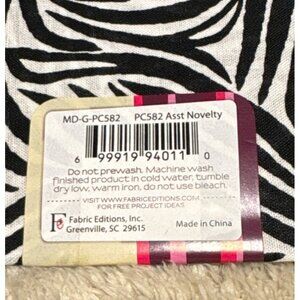 MD-G-PC582 PC582 Asst Novelty
6 99919 94011 0
Do not prewash. Machine wash
finished product in cold water, tumble
dry low, warm iron, do not use bleach.
WWW.FABRICEDITIONS.COM
FOR FREE PROJECT IDEAS
Fe Fabric Editions, Inc.
Greenville, SC 29615 Made in China